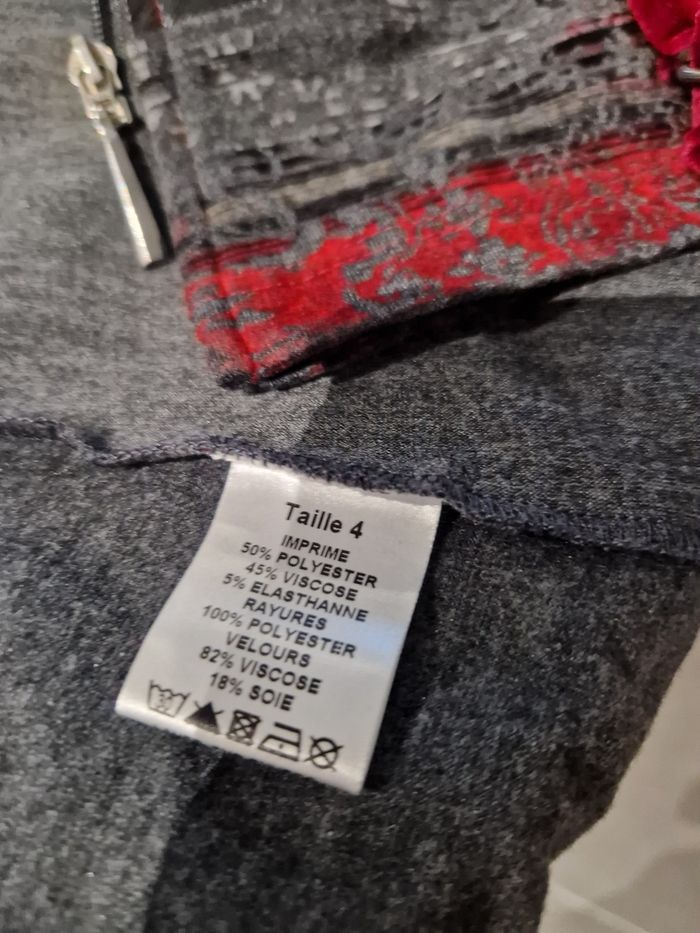 Taille 4
IMPRIME
50% POLYESTER
45% VISCOSE
5% ELASTHANNE
RAYURES
100% POLYESTER
VELOURS
82% VISCOSE
18% SOIE